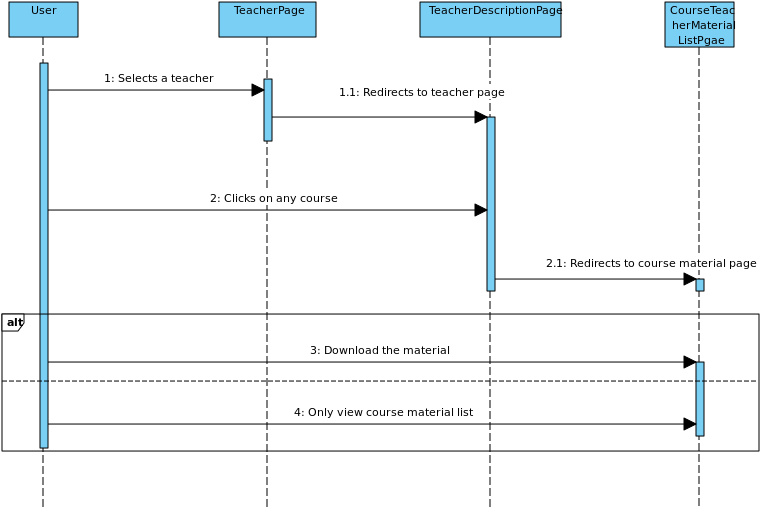 User
TeacherPage
TeacherDescriptionPage
CourseTeac
herMaterial
ListPgae
1: Selects a teacher
1.1: Redirects to teacher page
2: Clicks on any course
2.1: Redirects to course material page
alt
3: Download the material
4: Only view course material list